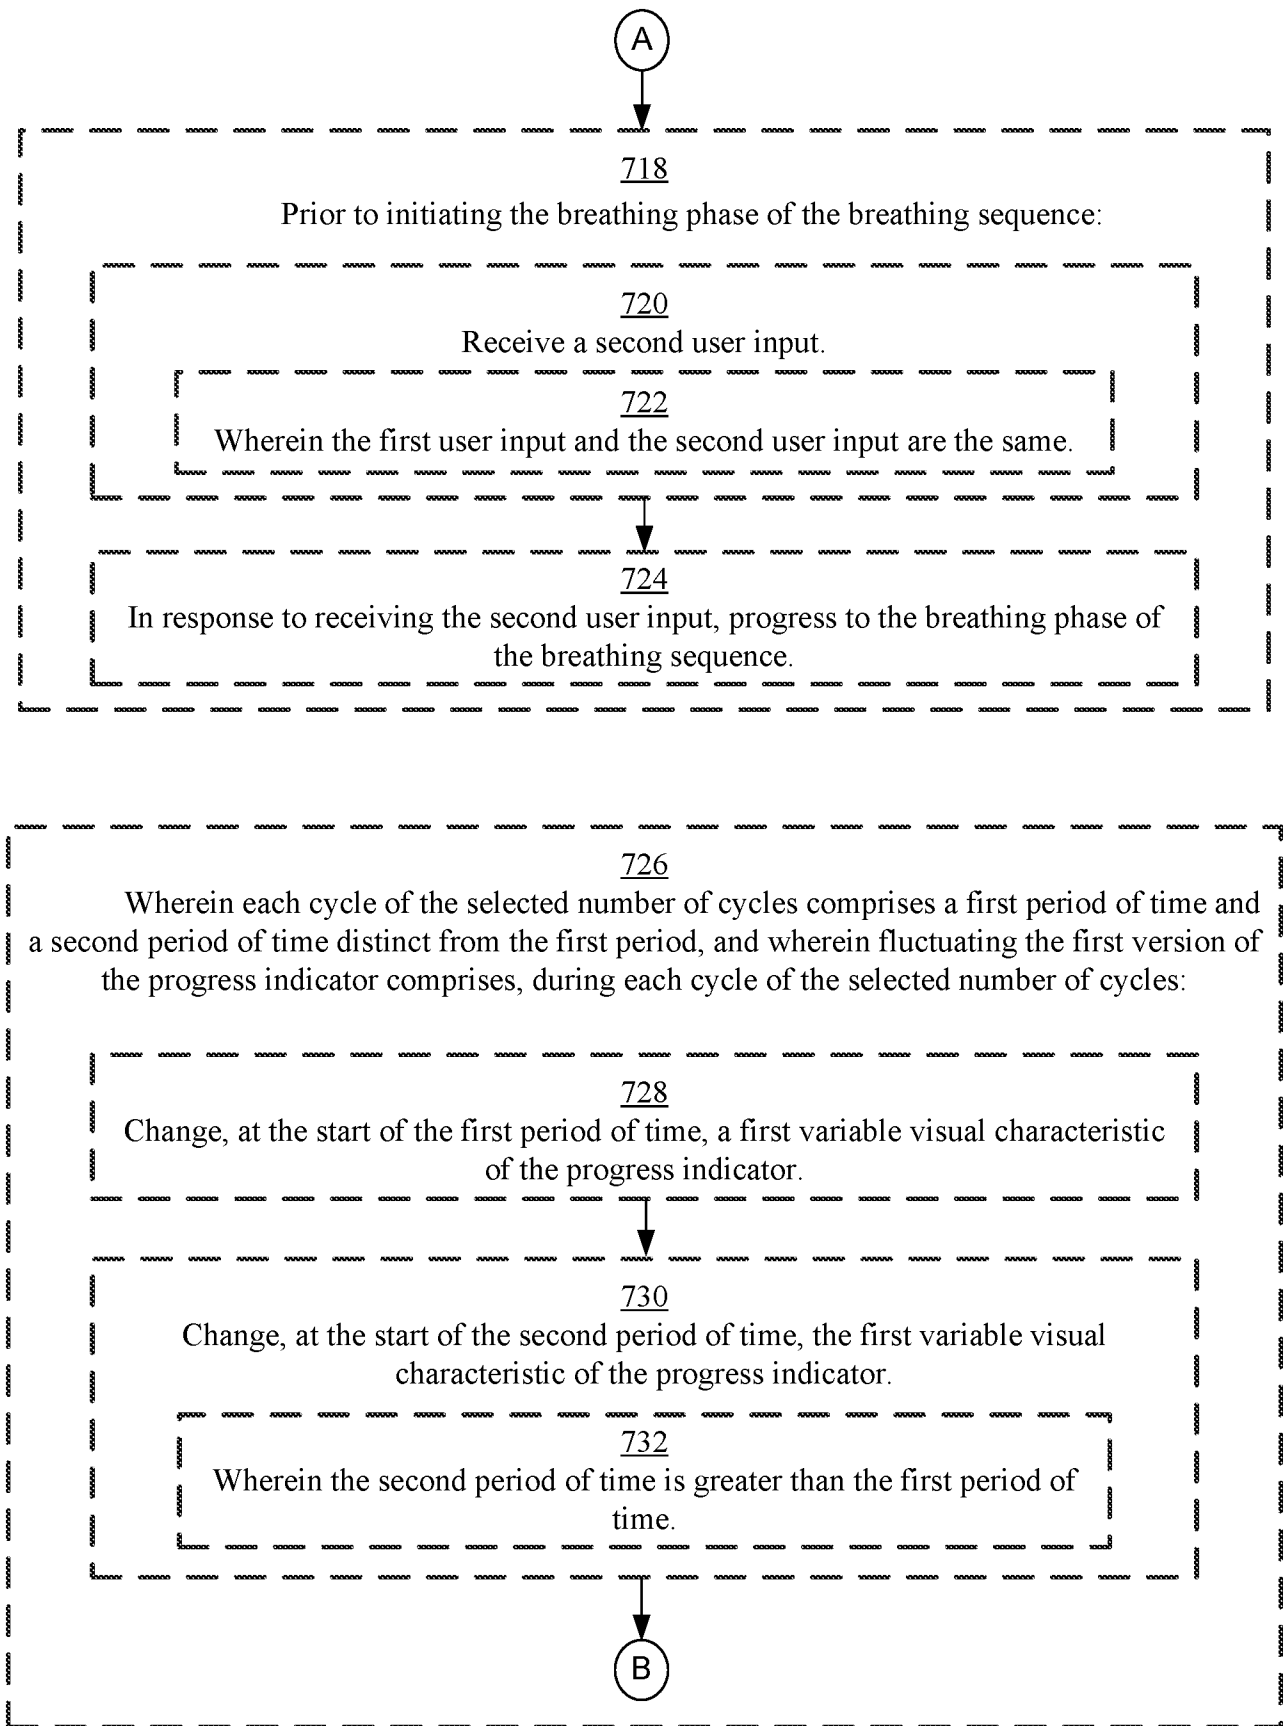 A
718
Prior to initiating the breathing phase of the breathing sequence:
720
Receive a second user input.
722
Wherein the first user input and the second user input are the same.
724
In response to receiving the second user input, progress to the breathing phase of
the breathing sequence.
726
Wherein each cycle of the selected number of cycles comprises a first period of time and
a second period of time distinct from the first period, and wherein fluctuating the first version of
the progress indicator comprises, during each cycle of the selected number of cycles:
728
Change, at the start of the first period of time, a first variable visual characteristic
of the progress indicator.
730
Change, at the start of the second period of time, the first variable visual
characteristic of the progress indicator.
732
Wherein the second period of time is greater than the first period of
time.
B